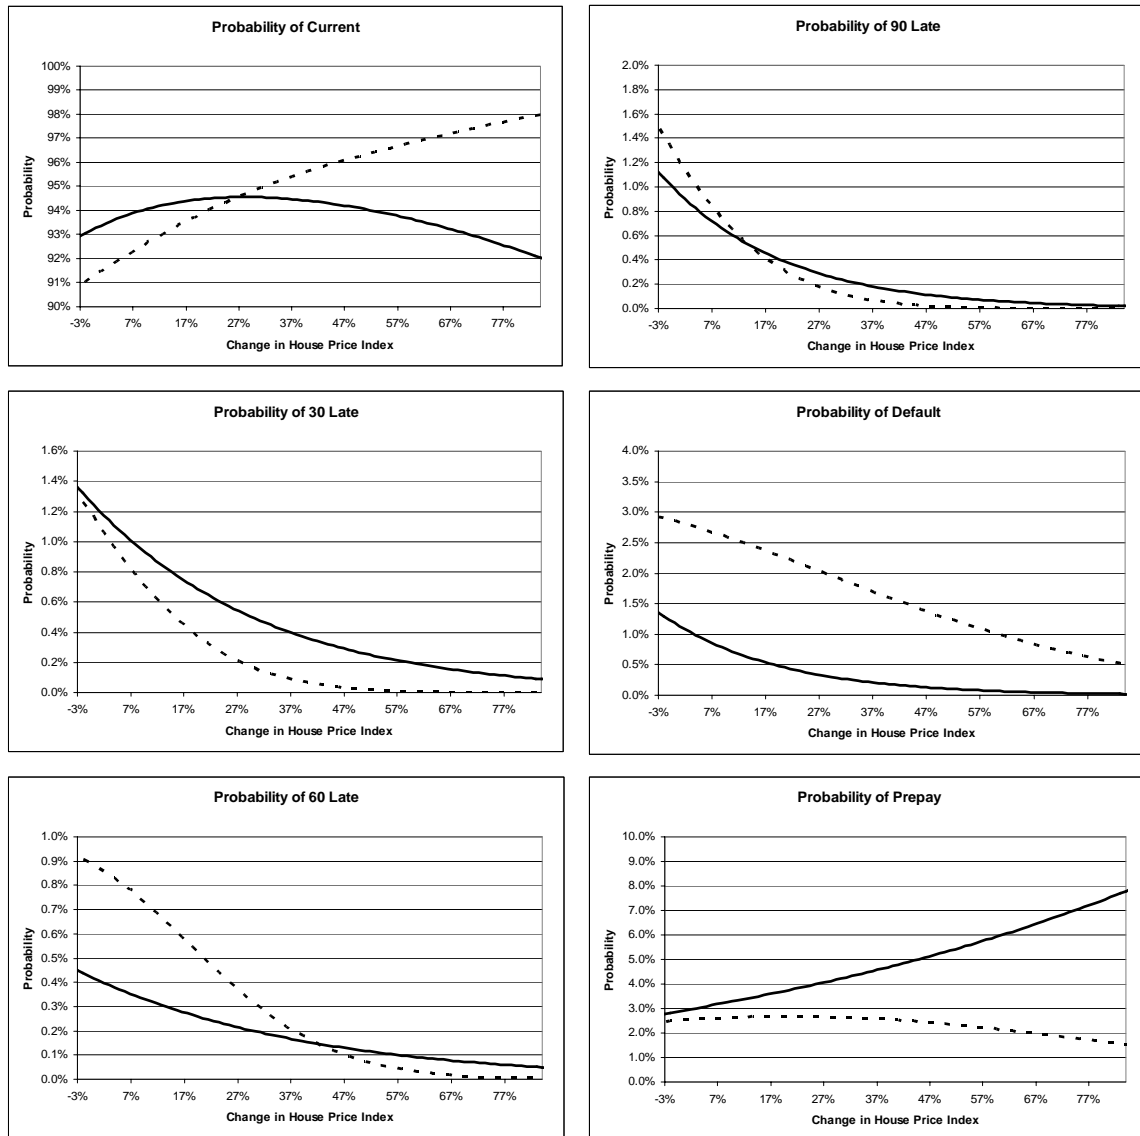 Probability of Current
100%
99%
98%
97%
96%
95%
94%
93%
92%
91%
90%
Probability
-3% 7% 17% 27% 37% 47% 57% 67% 77%
Change in House Price Index
Probability of 90 Late
2.0%
1.8%
1.6%
1.4%
1.2%
1.0%
0.8%
0.6%
0.4%
0.2%
0.0%
Probability
-3% 7% 17% 27% 37% 47% 57% 67% 77%
Change in House Price Index
Probability of 30 Late
1.6%
1.4%
1.2%
1.0%
0.8%
0.6%
0.4%
0.2%
0.0%
Probability
-3% 7% 17% 27% 37% 47% 57% 67% 77%
Change in House Price Index
Probability of Default
4.0%
3.5%
3.0%
2.5%
2.0%
1.5%
1.0%
0.5%
0.0%
Probability
-3% 7% 17% 27% 37% 47% 57% 67% 77%
Change in House Price Index
Probability of 60 Late
1.0%
0.9%
0.8%
0.7%
0.6%
0.5%
0.4%
0.3%
0.2%
0.1%
0.0%
Probability
-3% 7% 17% 27% 37% 47% 57% 67% 77%
Change in House Price Index
Probability of Prepay
10.0%
9.0%
8.0%
7.0%
6.0%
5.0%
4.0%
3.0%
2.0%
1.0%
0.0%
Probability
-3% 7% 17% 27% 37% 47% 57% 67% 77%
Change in House Price Index